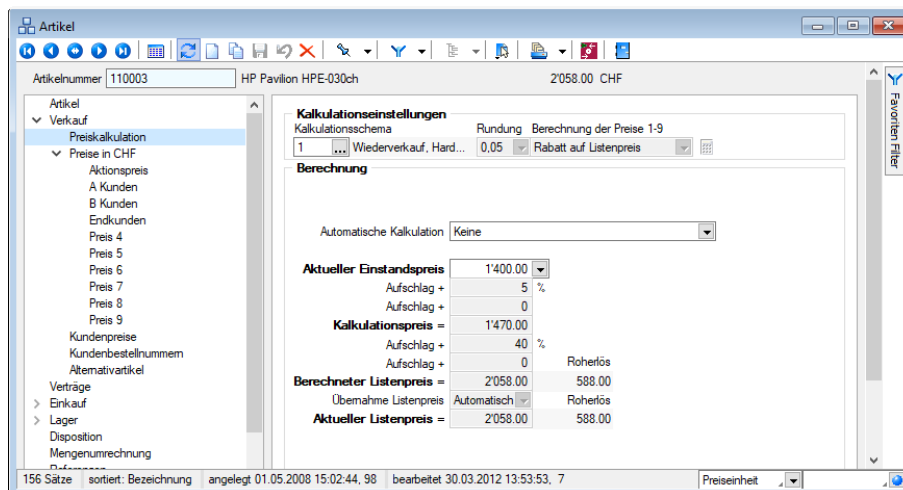 Artikel
Artikelnummer 110003 HP Pavilion HPE-030ch 2'058.00 CHF
Artikel
Verkauf
Preiskalkulation
Preise in CHF
Aktionspreis
A Kunden
B Kunden
Endkunden
Preis 4
Preis 5
Preis 6
Preis 7
Preis 8
Preis 9
Kundenpreise
Kundenbestellnummern
Alternativartikel
Verträge
Einkauf
Lager
Disposition
Mengenumrechnung
Kalkulationseinstellungen
Kalkulationsschema Rundung Berechnung der Preise 1-9
1 ... Wiederverkauf, Hard... 0,05 Rabatt auf Listenpreis
Berechnung
Automatische Kalkulation Keine
Aktueller Einstandspreis 1'400.00
Aufschlag + 5 %
Aufschlag + 0
Kalkulationspreis = 1'470.00
Aufschlag + 40 %
Aufschlag + 0 Roherlös
Berechneter Listenpreis = 2'058.00 588.00
Übernahme Listenpreis Automatisch Roherlös
Aktueller Listenpreis = 2'058.00 588.00
Favoriten Filter
156 Sätze sortiert: Bezeichnung angelegt 01.05.2008 15:02:44, 98 bearbeitet 30.03.2012 13:53:53, 7 Preiseinheit